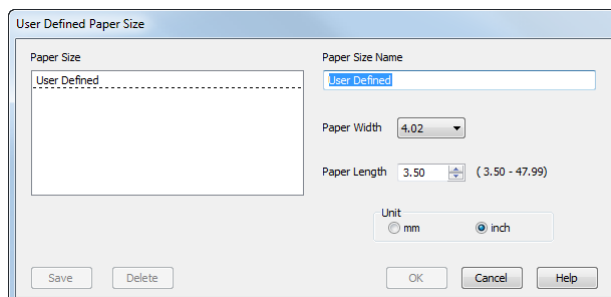 User Defined Paper Size
Paper Size
User Defined
Paper Size Name
User Defined
Paper Width 4.02
Paper Length 3.50 ( 3.50 - 47.99)
Unit
mm inch
Save Delete OK Cancel Help